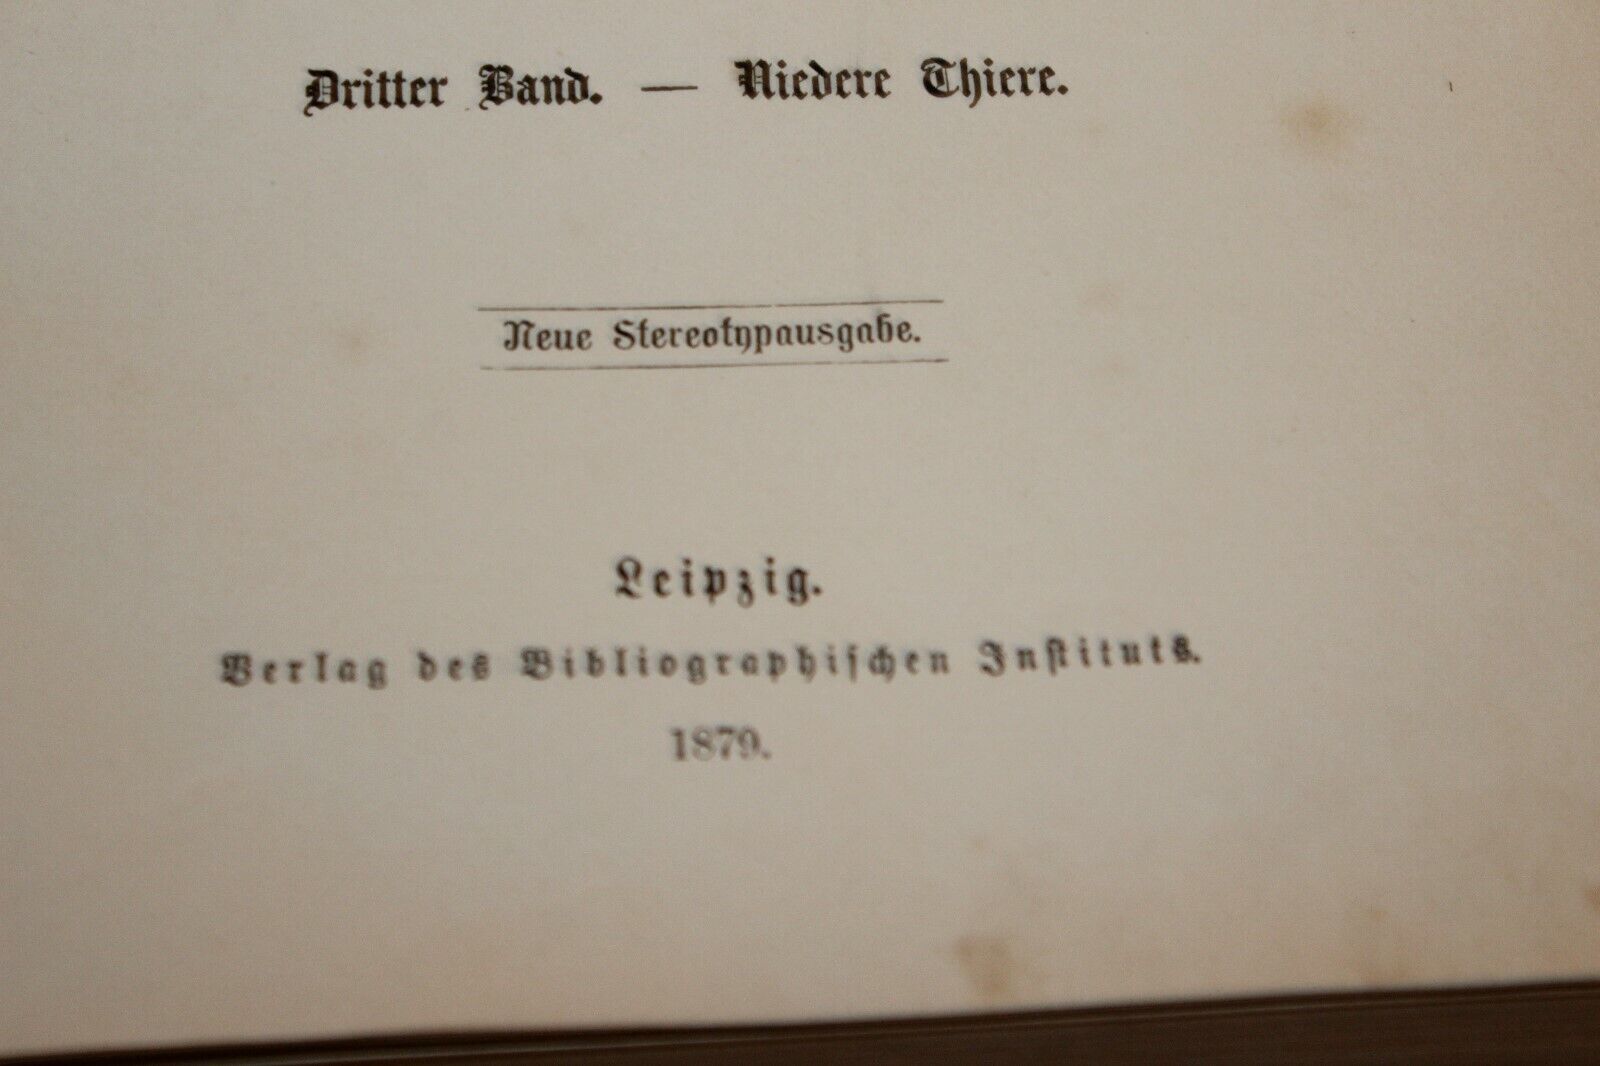 Dritter Band. — Niedere Thiere.
Neue Stereotypausgabe.
Leipzig.
Verlag des Bibliographischen Instituts.
1879.